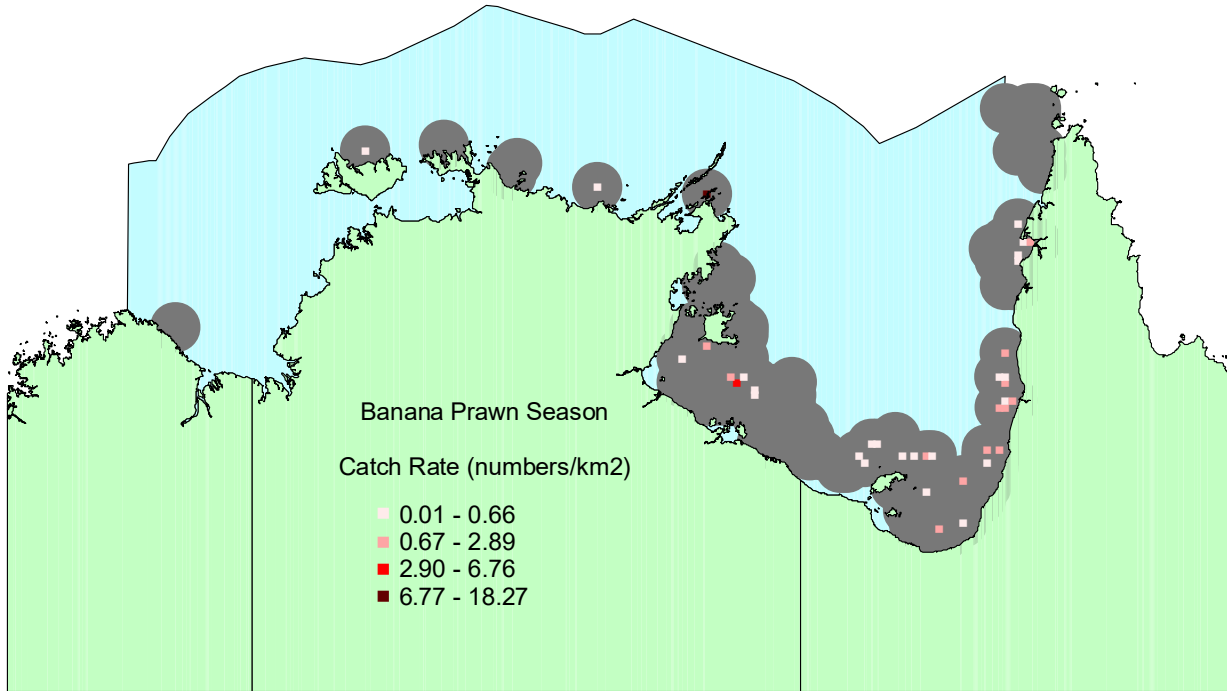 Banana Prawn Season
Catch Rate (numbers/km2)
0.01 - 0.66
0.67 - 2.89
2.90 - 6.76
6.77 - 18.27